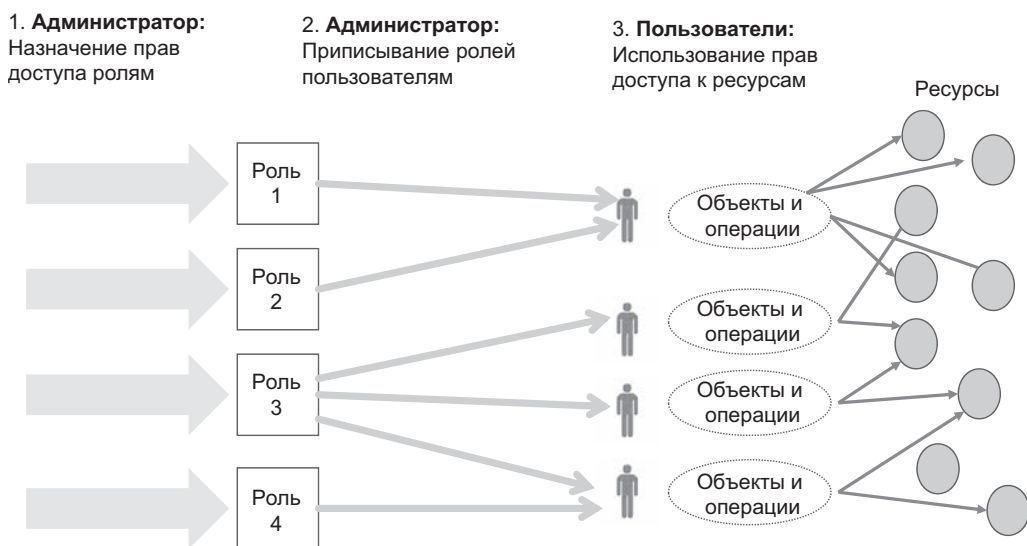 1. Администратор:
Назначение прав
доступа ролям
2. Администратор:
Приписывание ролей
пользователям
3. Пользователи:
Использование прав
доступа к ресурсам
Ресурсы
Роль
1
Объекты и
операции
Роль
2
Объекты и
операции
Роль
3
Объекты и
операции
Роль
4
Объекты и
операции